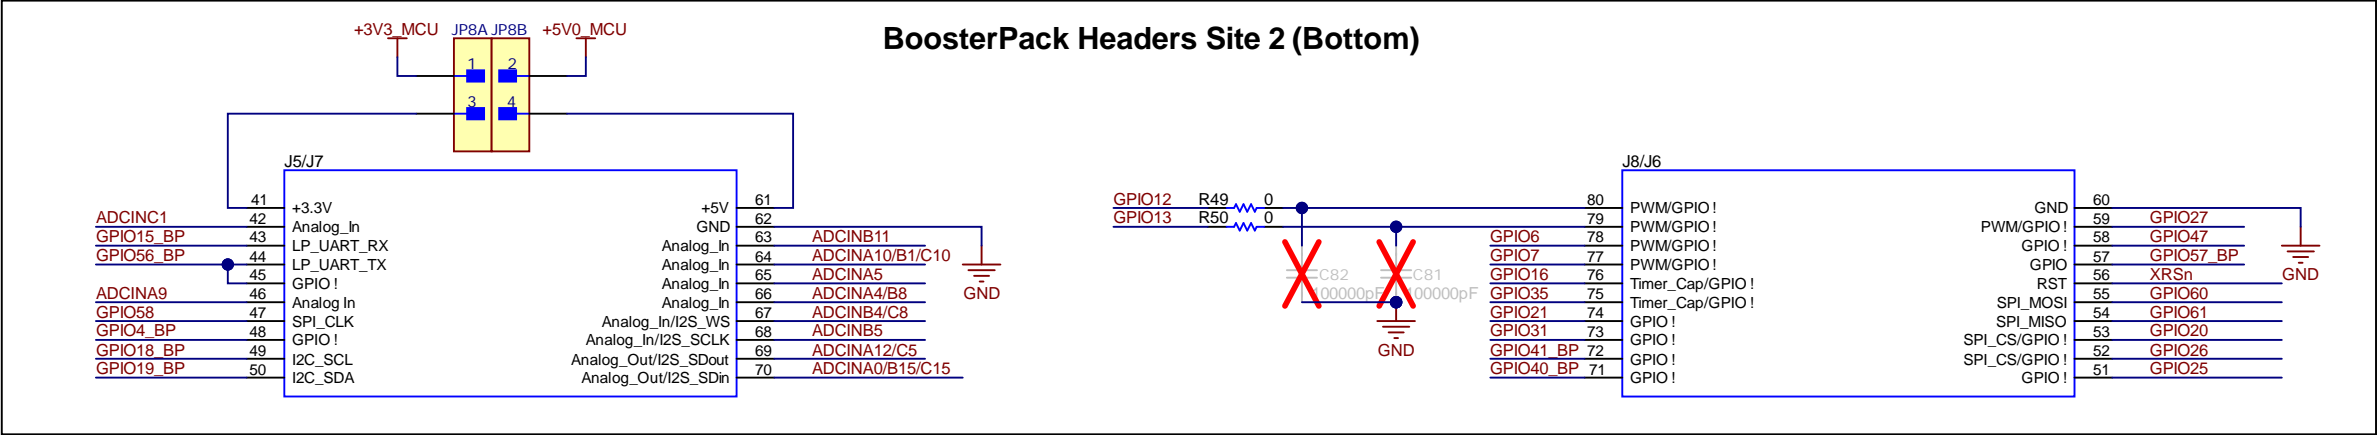 BoosterPack Headers Site 2 (Bottom)
+3V3_MCU JP8A JP8B +5V0_MCU
1 2
3 4
J5/J7
41 +3.3V +5V 61
ADCINC1 42 Analog_In GND 62
GPIO15_BP 43 LP_UART_RX Analog_In 63 ADCINB11
GPIO56_BP 44 LP_UART_TX Analog_In 64 ADCINA10/B1/C10
45 GPIO ! Analog_In 65 ADCINA5
ADCINA9 46 Analog In Analog_In 66 ADCINA4/B8
GPIO58 47 SPI_CLK Analog_In/I2S_WS 67 ADCINB4/C8
GPIO4_BP 48 GPIO ! Analog_In/I2S_SCLK 68 ADCINB5
GPIO18_BP 49 I2C_SCL Analog_Out/I2S_SDout 69 ADCINA12/C5
GPIO19_BP 50 I2C_SDA Analog_Out/I2S_SDin 70 ADCINA0/B15/C15
GND
J8/J6
GPIO12 R49 0 80 PWM/GPIO ! GND 60
GPIO13 R50 0 79 PWM/GPIO ! PWM/GPIO ! 59 GPIO27
GPIO6 78 PWM/GPIO ! GPIO ! 58 GPIO47
GPIO7 77 PWM/GPIO ! GPIO 57 GPIO57_BP
C82 C81 GPIO16 76 Timer_Cap/GPIO ! RST 56 XRSn
100000pF 100000pF GPIO35 75 Timer_Cap/GPIO ! SPI_MOSI 55 GPIO60
GPIO21 74 GPIO ! SPI_MISO 54 GPIO61
GPIO31 73 GPIO ! SPI_CS/GPIO ! 53 GPIO20
GPIO41_BP 72 GPIO ! SPI_CS/GPIO ! 52 GPIO26
GPIO40_BP 71 GPIO ! GPIO ! 51 GPIO25
GND
GND